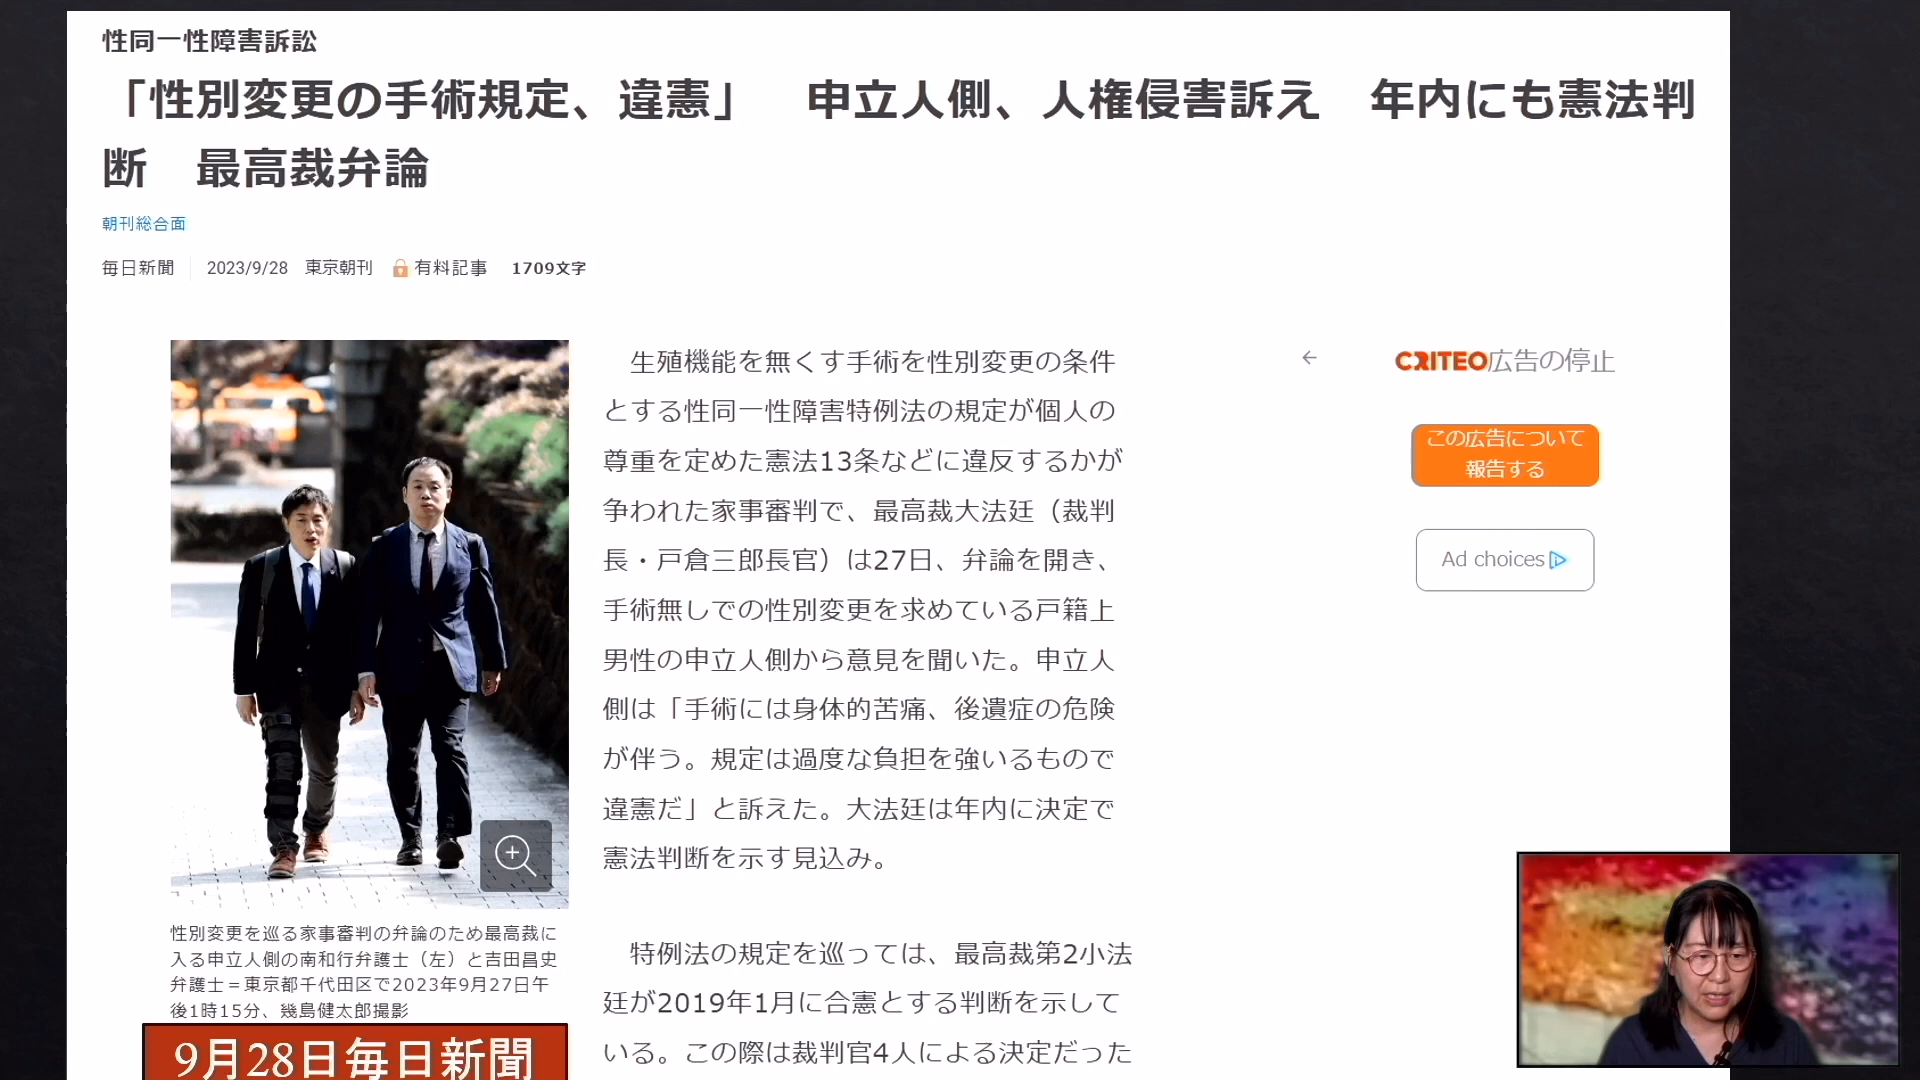 性同一性障害訴訟
「性別変更の手術規定、違憲」　申立人側、人権侵害訴え　年内にも憲法判
断　最高裁弁論
朝刊総合面
毎日新聞 2023/9/28 東京朝刊 有料記事 1709文字
生殖機能を無くす手術を性別変更の条件
とする性同一性障害特例法の規定が個人の
尊重を定めた憲法13条などに違反するかが
争われた家事審判で、最高裁大法廷（裁判
長・戸倉三郎長官）は27日、弁論を開き、
手術無しでの性別変更を求めている戸籍上
男性の申立人側から意見を聞いた。申立人
側は「手術には身体的苦痛、後遺症の危険
が伴う。規定は過度な負担を強いるもので
違憲だ」と訴えた。大法廷は年内に決定で
憲法判断を示す見込み。
特例法の規定を巡っては、最高裁第2小法
廷が2019年1月に合憲とする判断を示して
いる。この際は裁判官4人による決定だった
性別変更を巡る家事審判の弁論のため最高裁に
入る申立人側の南和行弁護士（左）と吉田昌史
弁護士＝東京都千代田区で2023年9月27日午
後1時15分、幾島健太郎撮影
9月28日毎日新聞
CRITEO広告の停止
この広告について
報告する
Ad choices